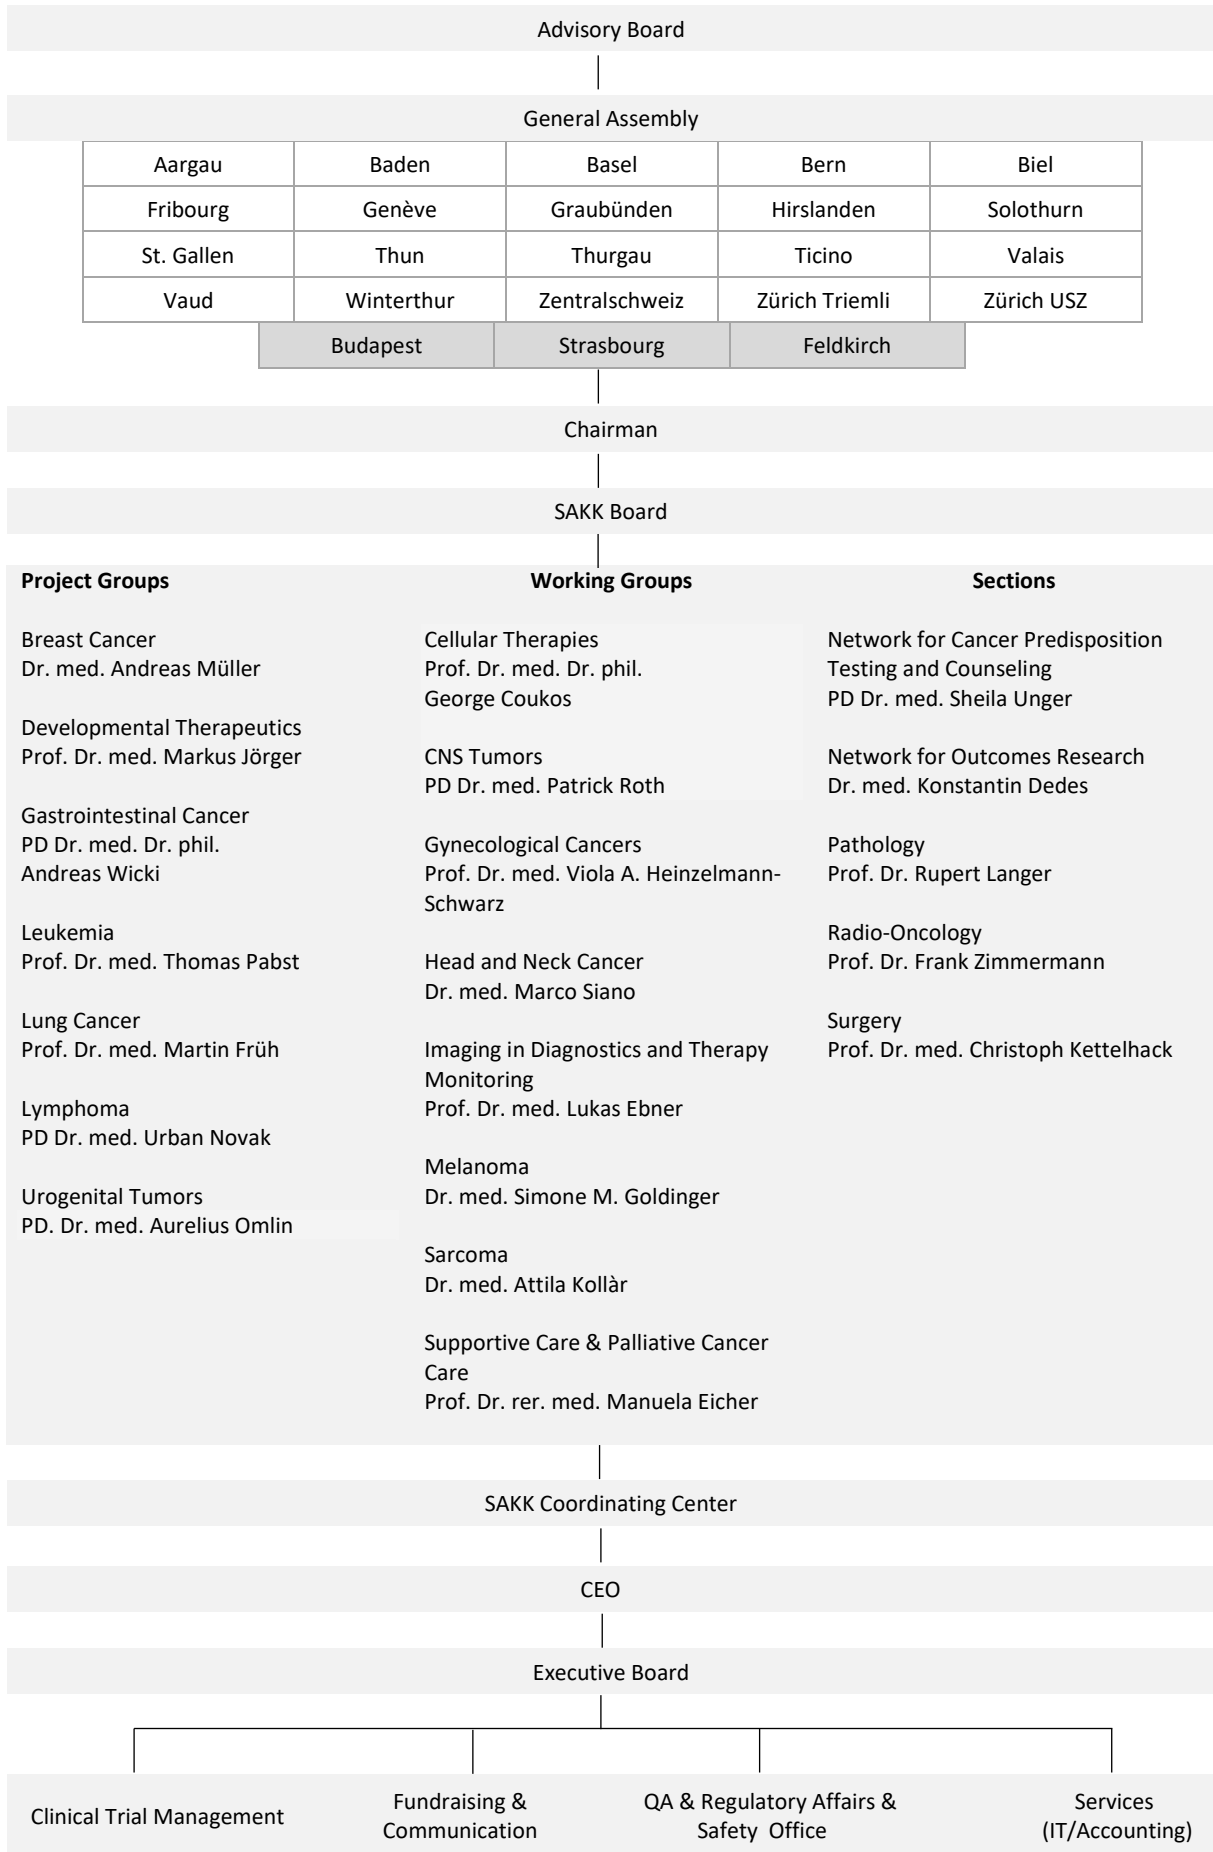 Advisory Board
General Assembly
Aargau Baden Basel Bern Biel
Fribourg Genève Graubünden Hirslanden Solothurn
St. Gallen Thun Thurgau Ticino Valais
Vaud Winterthur Zentralschweiz Zürich Triemli Zürich USZ
Budapest Strasbourg Feldkirch
Chairman
SAKK Board
Project Groups
Breast Cancer
Dr. med. Andreas Müller
Developmental Therapeutics
Prof. Dr. med. Markus Jörger
Gastrointestinal Cancer
PD Dr. med. Dr. phil.
Andreas Wicki
Leukemia
Prof. Dr. med. Thomas Pabst
Lung Cancer
Prof. Dr. med. Martin Früh
Lymphoma
PD Dr. med. Urban Novak
Urogenital Tumors
PD. Dr. med. Aurelius Omlin
Working Groups
Cellular Therapies
Prof. Dr. med. Dr. phil.
George Coukos
CNS Tumors
PD Dr. med. Patrick Roth
Gynecological Cancers
Prof. Dr. med. Viola A. Heinzelmann-
Schwarz
Head and Neck Cancer
Dr. med. Marco Siano
Imaging in Diagnostics and Therapy
Monitoring
Prof. Dr. med. Lukas Ebner
Melanoma
Dr. med. Simone M. Goldinger
Sarcoma
Dr. med. Attila Kollàr
Supportive Care & Palliative Cancer
Care
Prof. Dr. rer. med. Manuela Eicher
Sections
Network for Cancer Predisposition
Testing and Counseling
PD Dr. med. Sheila Unger
Network for Outcomes Research
Dr. med. Konstantin Dedes
Pathology
Prof. Dr. Rupert Langer
Radio-Oncology
Prof. Dr. Frank Zimmermann
Surgery
Prof. Dr. med. Christoph Kettelhack
SAKK Coordinating Center
CEO
Executive Board
Clinical Trial Management
Fundraising &
Communication
QA & Regulatory Affairs &
Safety Office
Services
(IT/Accounting)